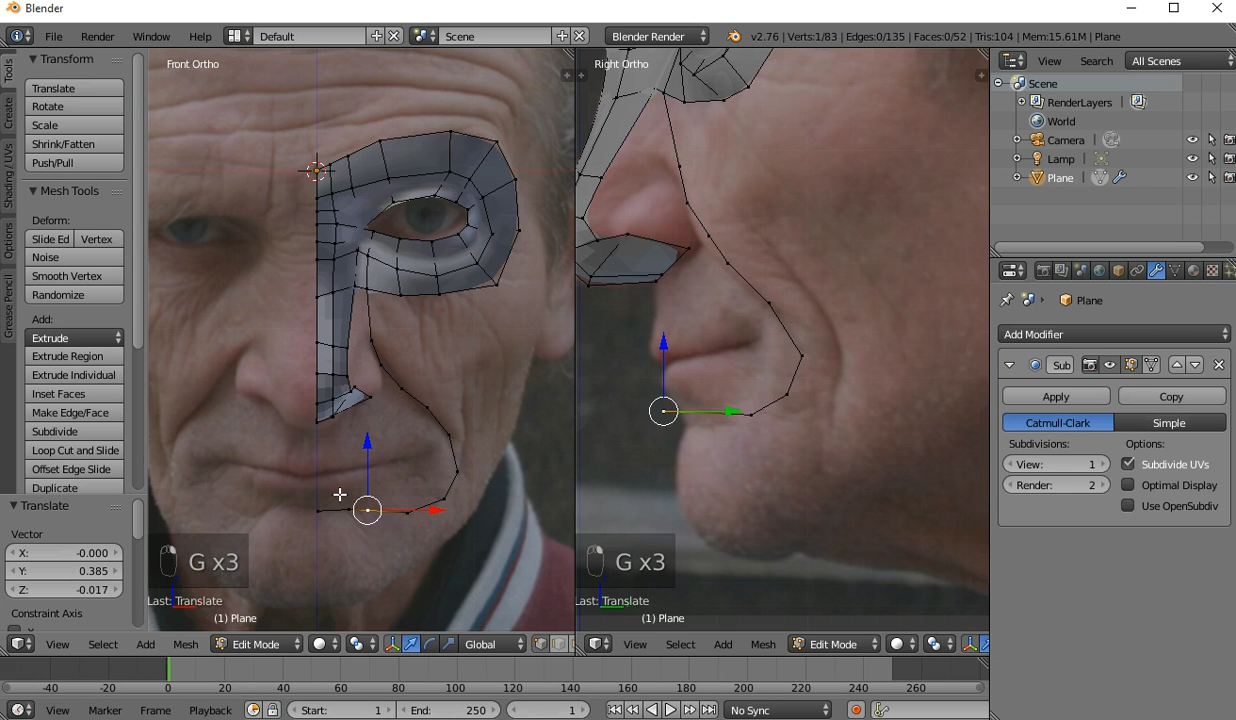 Blender
File Render Window Help Default Scene Blender Render v2.76 | Verts:1/83 | Edges:0/135 | Faces:0/52 | Tris:104 | Mem:15.61M | Plane
Tools
Create
Shading / UVs
Options
Grease Pencil
Transform
Translate
Rotate
Scale
Shrink/Fatten
Push/Pull
Mesh Tools
Deform:
Slide Ed Vertex
Noise
Smooth Vertex
Randomize
Add:
Extrude
Extrude Region
Extrude Individual
Inset Faces
Make Edge/Face
Subdivide
Loop Cut and Slide
Offset Edge Slide
Duplicate
Translate
Vector
X: -0.000
Y: 0.385
Z: -0.017
Constraint Axis
Front Ortho
G x3
Last: Translate
(1) Plane
Right Ortho
G x3
Last: Translate
(1) Plane
View Search All Scenes
Scene
RenderLayers
World
Camera
Lamp
Plane
Plane
Add Modifier
Sub
Apply Copy
Catmull-Clark Simple
Subdivisions: Options:
View: 1 Subdivide UVs
Render: 2 Optimal Display
Use OpenSubdiv
View Select Add Mesh Edit Mode Global
View Select Add Mesh Edit Mode
-40 -20 0 20 40 60 80 100 120 140 160 180 200 220 240 260
View Marker Frame Playback Start: 1 End: 250 1 No Sync